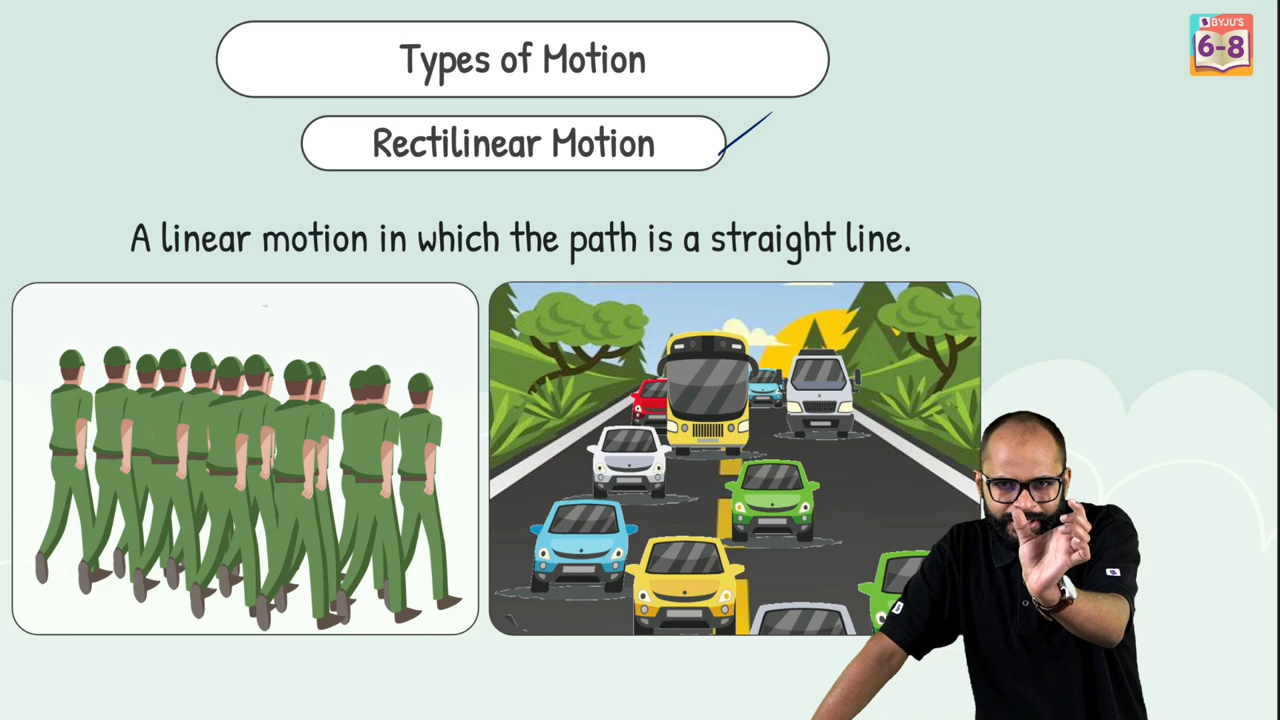 BYJU'S
6-8
Types of Motion
Rectilinear Motion
A linear motion in which the path is a straight line.